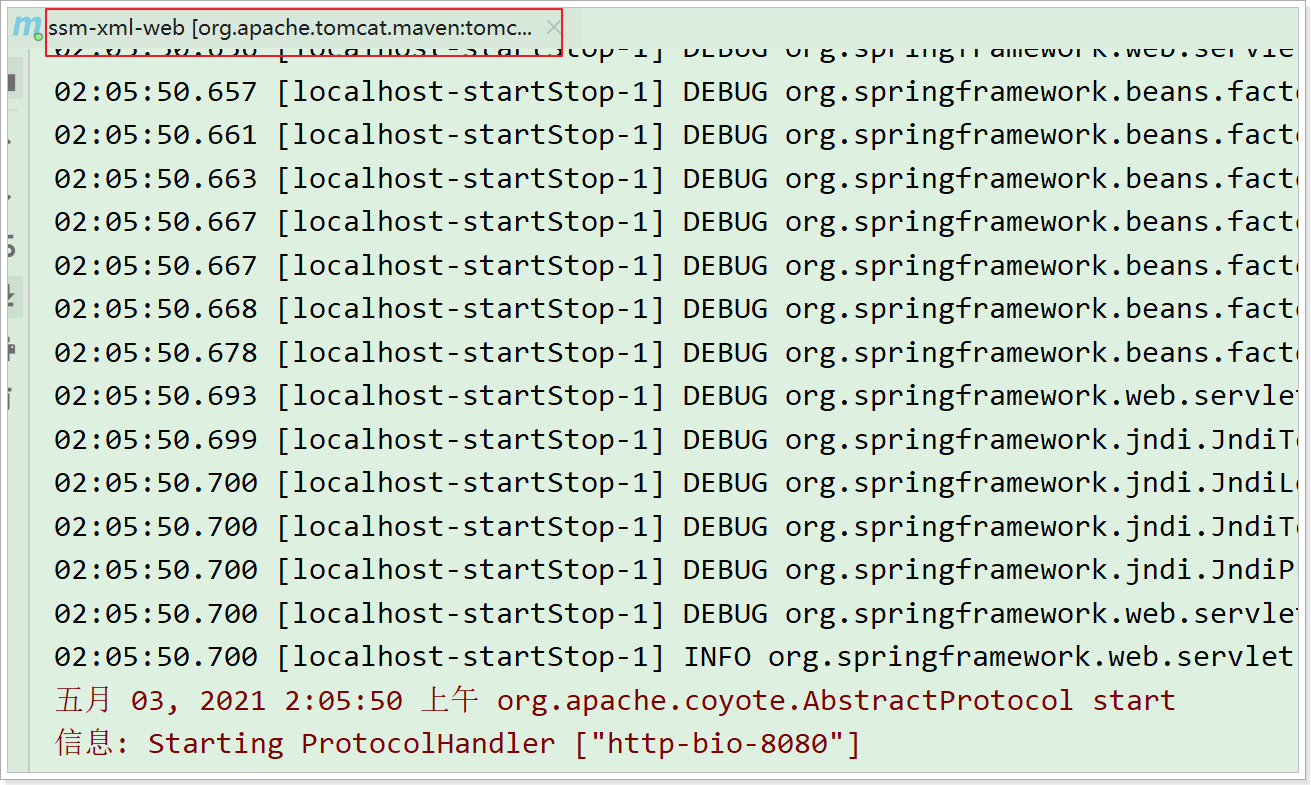 ssm-xml-web [org.apache.tomcat.maven:tomc...
[localhost-startStop-1] DEBUG org.springframework.web.servlet
02:05:50.657 [localhost-startStop-1] DEBUG org.springframework.beans.facto
02:05:50.661 [localhost-startStop-1] DEBUG org.springframework.beans.facto
02:05:50.663 [localhost-startStop-1] DEBUG org.springframework.beans.facto
02:05:50.667 [localhost-startStop-1] DEBUG org.springframework.beans.facto
02:05:50.667 [localhost-startStop-1] DEBUG org.springframework.beans.facto
02:05:50.668 [localhost-startStop-1] DEBUG org.springframework.beans.facto
02:05:50.678 [localhost-startStop-1] DEBUG org.springframework.beans.facto
02:05:50.693 [localhost-startStop-1] DEBUG org.springframework.web.servlet
02:05:50.699 [localhost-startStop-1] DEBUG org.springframework.jndi.JndiTe
02:05:50.700 [localhost-startStop-1] DEBUG org.springframework.jndi.JndiLo
02:05:50.700 [localhost-startStop-1] DEBUG org.springframework.jndi.JndiTe
02:05:50.700 [localhost-startStop-1] DEBUG org.springframework.jndi.JndiP
02:05:50.700 [localhost-startStop-1] DEBUG org.springframework.web.servlet
02:05:50.700 [localhost-startStop-1] INFO org.springframework.web.servlet
五月 03, 2021 2:05:50 上午 org.apache.coyote.AbstractProtocol start
信息: Starting ProtocolHandler ["http-bio-8080"]